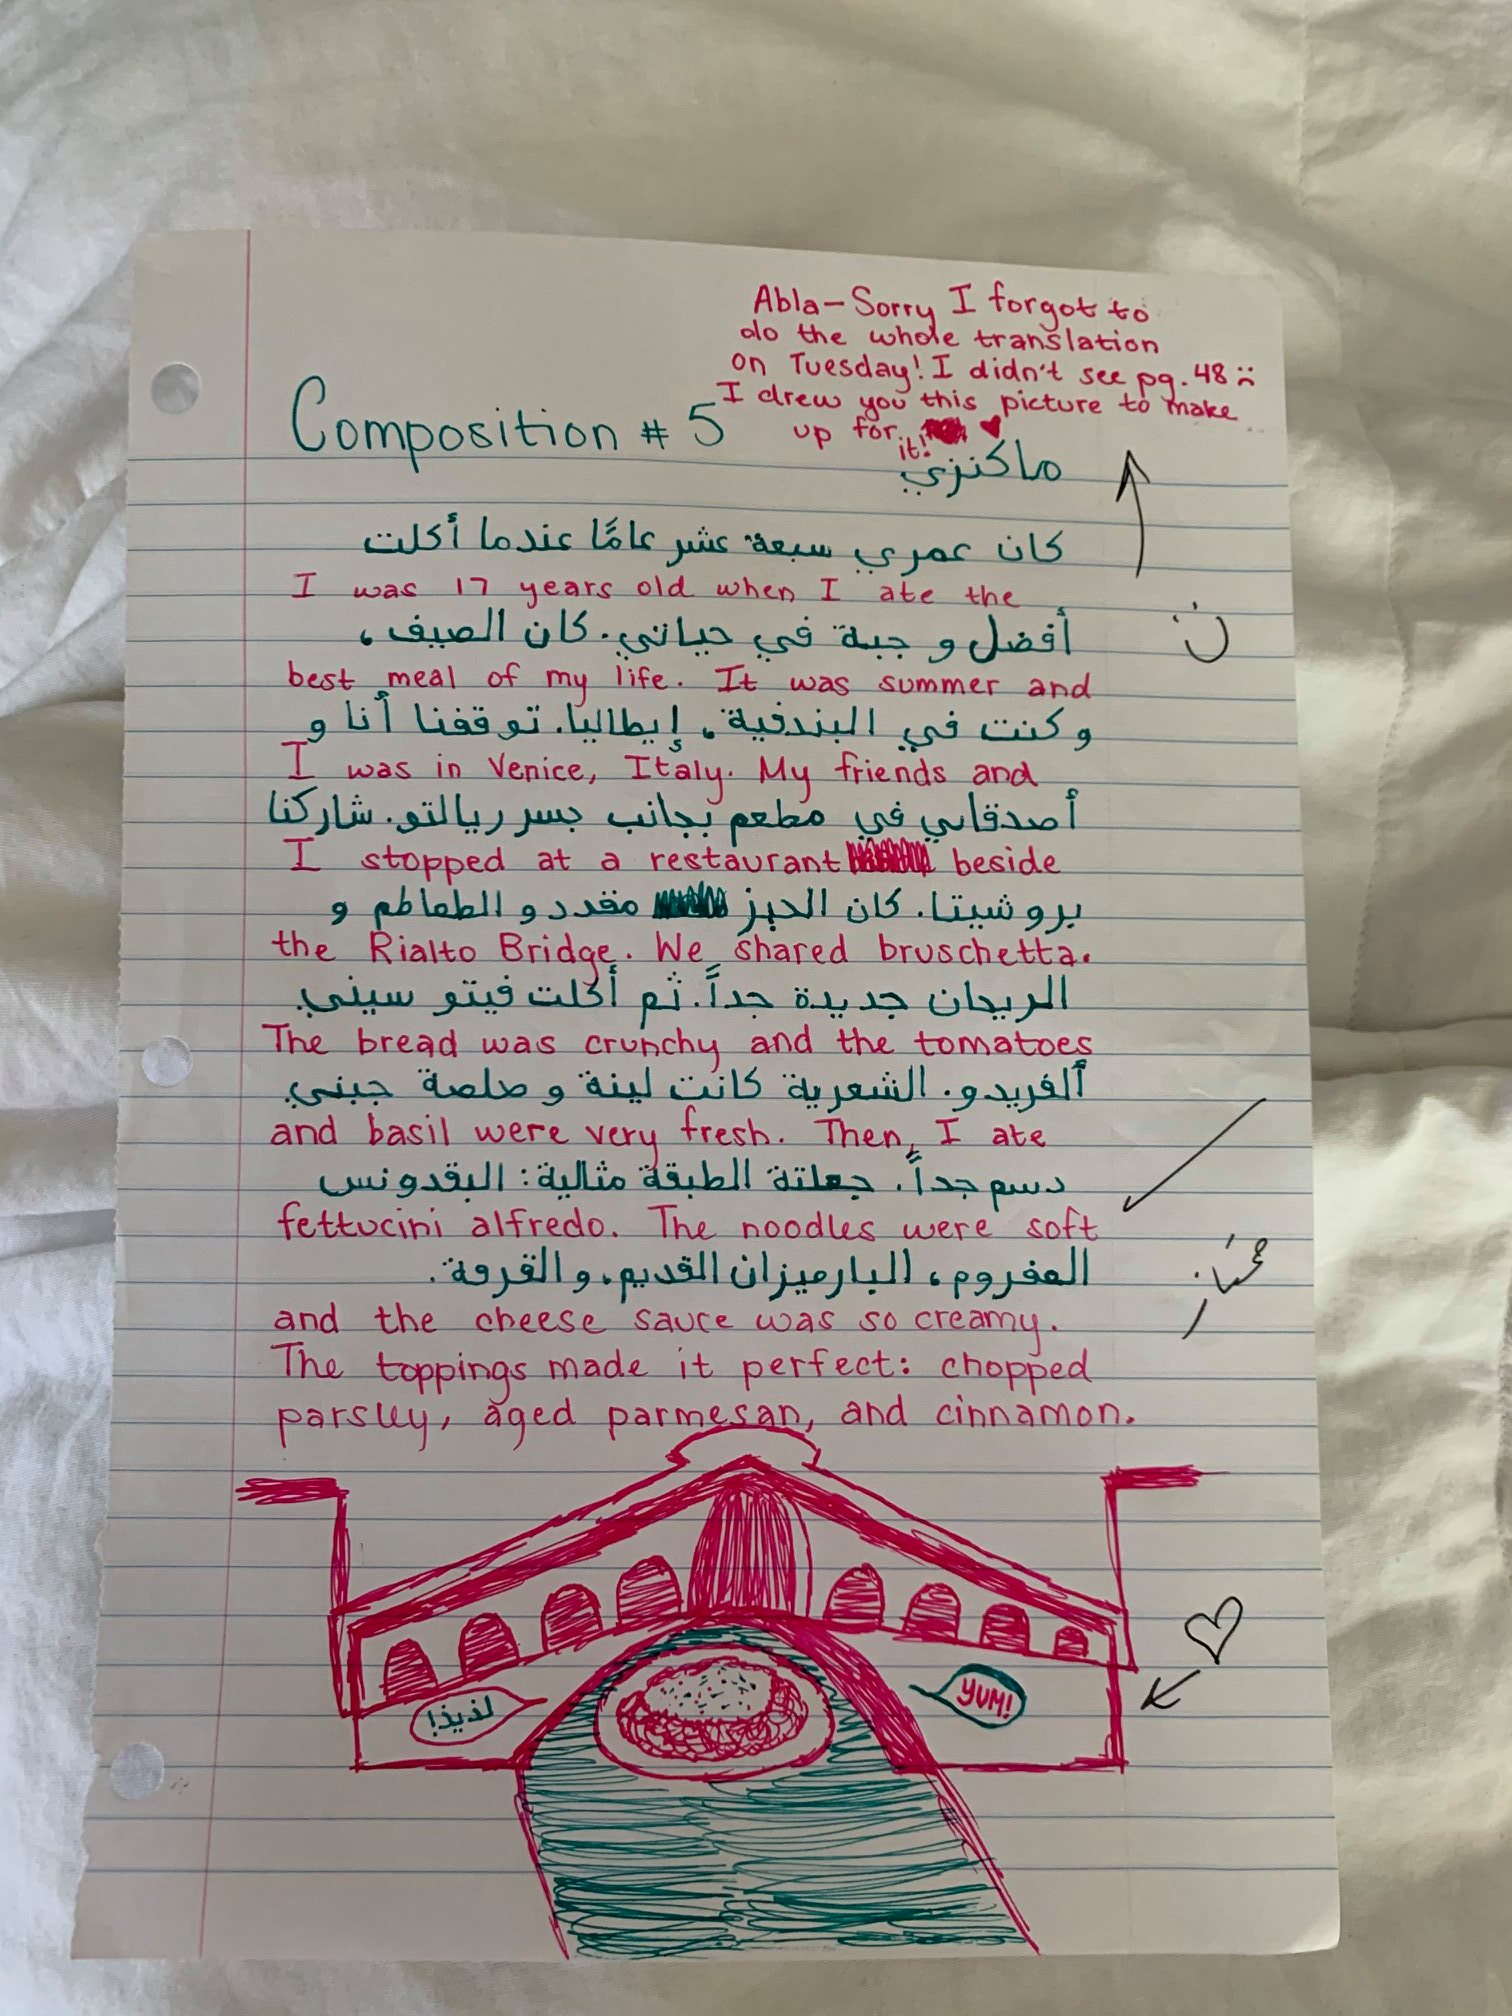 Abla - Sorry I forgot to
do the whole translation
on Tuesday! I didn't see pg. 48
I drew you this picture to make
up for it!
Composition # 5
ماكنزي
كان عمري سبعة عشر عامًا عندما أكلت
I was 17 years old when I ate the
أفضل وجبة في حياتي. كان الصيف،
best meal of my life. It was summer and
وكنت في البندقية، إيطاليا. توقفنا أنا و
I was in Venice, Italy. My friends and
أصدقاىي في مطعم بجانب جسر ريالتو. شاركنا
I stopped at a restaurant beside
بروشيتا. كان الخبز مقدد و الطماطم و
the Rialto Bridge. We shared bruschetta.
الريحان جديدة جداً. ثم أكلت فيتو سيني
The bread was crunchy and the tomatoes
ألفريدو. الشعرية كانت لينة و صلصة جبني
and basil were very fresh. Then, I ate
دسم جداً. جعلتة الطبقة مثالية: البقدونس
fettucini alfredo. The noodles were soft
المفروم، البارميزان القديم، والقرفة.
ممتاز
and the cheese sauce was so creamy.
The toppings made it perfect: chopped
parsley, aged parmesan, and cinnamon.
لذيذ!
YUM!